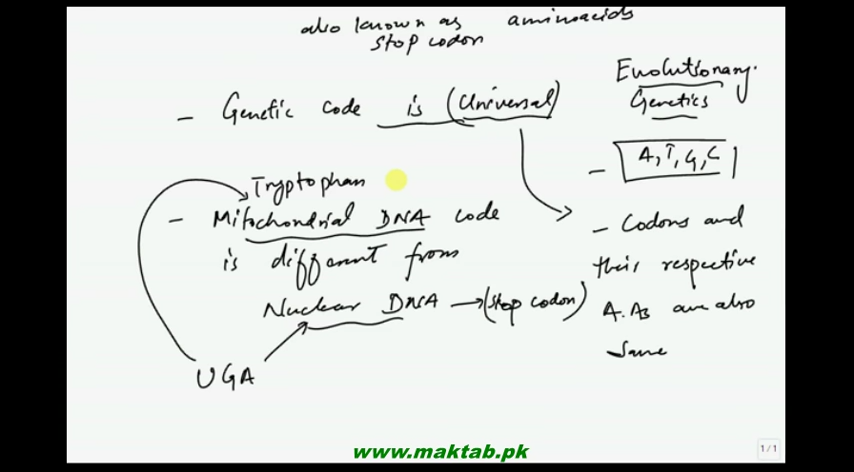 also known as aminoacids
stop codon
- Genetic code is (Universal)
Tryptophan
- Mitochondrial DNA code
is different from
Nuclear DNA → (stop codon)
UGA
Evolutionary
Genetics
- A, T, G, C
- Codons and
their respective
A.As are also
same
www.maktab.pk
1/1